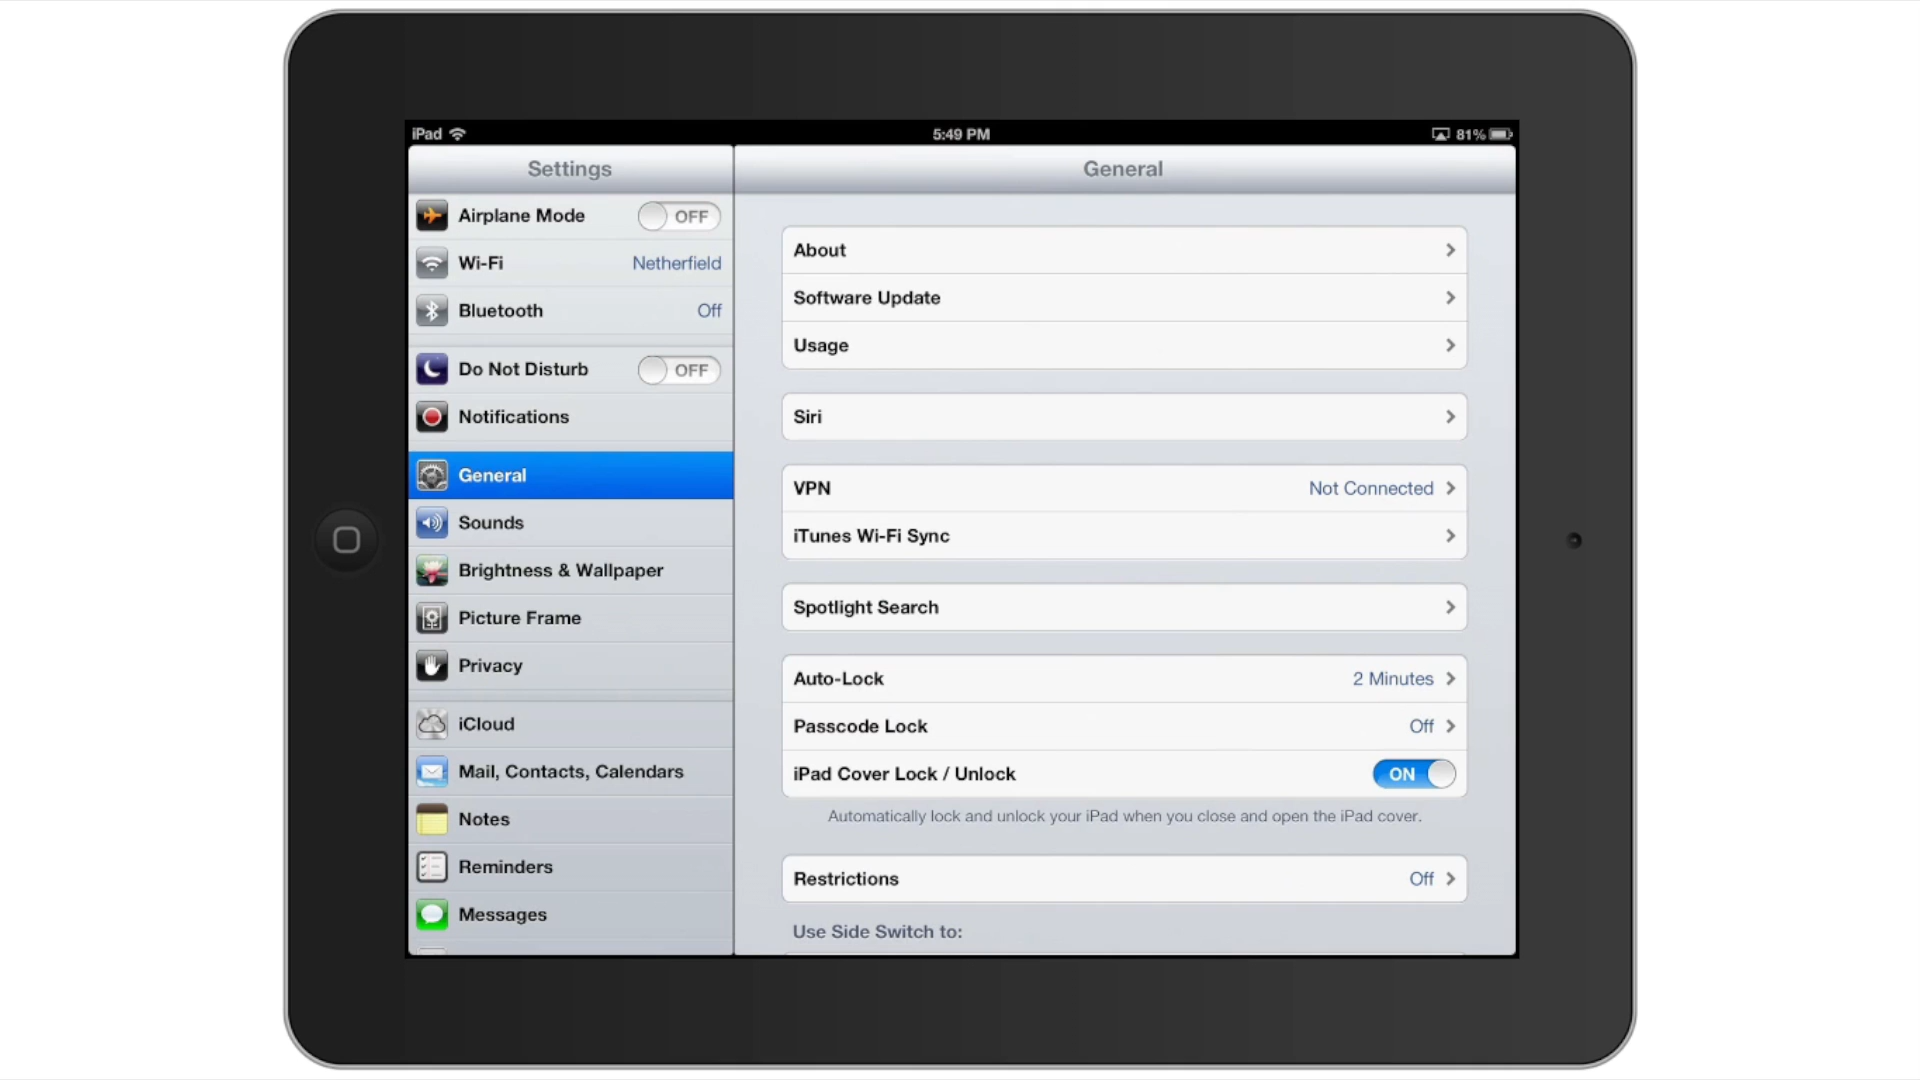 iPad
5:49 PM
81%
Settings
General
Airplane Mode OFF
Wi-Fi Netherfield
Bluetooth Off
Do Not Disturb OFF
Notifications
General
Sounds
Brightness & Wallpaper
Picture Frame
Privacy
iCloud
Mail, Contacts, Calendars
Notes
Reminders
Messages
About
Software Update
Usage
Siri
VPN Not Connected
iTunes Wi-Fi Sync
Spotlight Search
Auto-Lock 2 Minutes
Passcode Lock Off
iPad Cover Lock / Unlock ON
Automatically lock and unlock your iPad when you close and open the iPad cover.
Restrictions Off
Use Side Switch to: